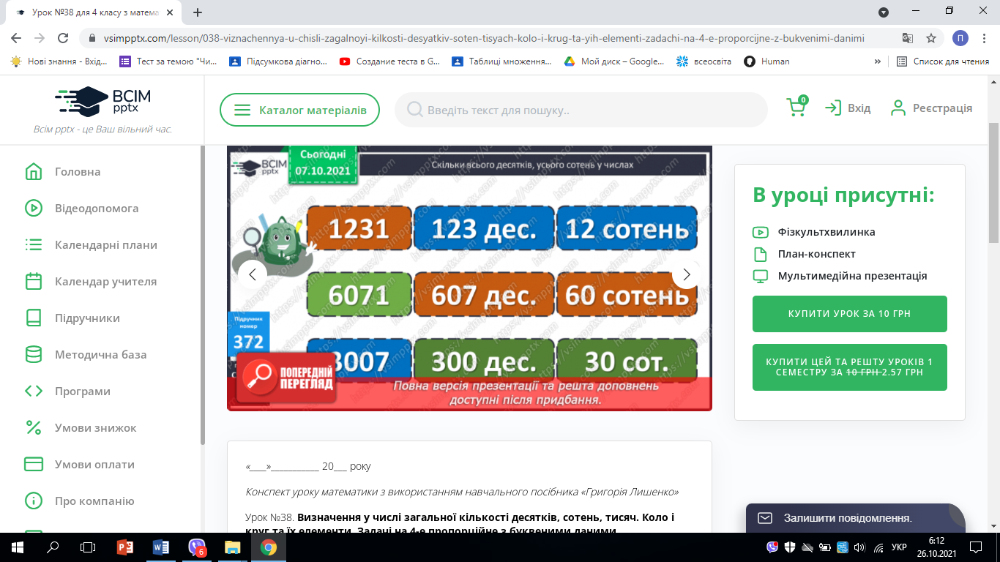 Урок №38 для 4 класу з матема
vsimpptx.com/lesson/038-viznachennya-u-chisli-zagalnoyi-kilkosti-desyatkiv-soten-tisyach-kolo-i-krug-ta-yih-elementi-zadachi-na-4-e-proporcijne-z-bukvenimi-danimi
П
Нові знання - Вхід...
Тест за темою "Чи...
Підсумкова діагно...
Создание теста в G...
Таблиці множення...
Мой диск – Google...
всеосвіта
Human
»
Список для чтения
ВСІМ
pptx
Всім pptx - це Ваш вільний час.
Каталог матеріалів
Введіть текст для пошуку..
0
Вхід
Реєстрація
Головна
Відеодопомога
Календарні плани
Календар учителя
Підручники
Методична база
Програми
Умови знижок
Умови оплати
Про компанію
ВСІМ
pptx
Сьогодні
07.10.2021
Скільки всього десятків, усього сотень у числах
1231 123 дес. 12 сотень
6071 607 дес. 60 сотень
Підручник
номер
372
3007 300 дес. 30 сот.
ПОПЕРЕДНІЙ
ПЕРЕГЛЯД
Повна версія презентації та решта доповнень
доступні після придбання.
В уроці присутні:
Фізкультхвилинка
План-конспект
Мультимедійна презентація
КУПИТИ УРОК ЗА 10 ГРН
КУПИТИ ЦЕЙ ТА РЕШТУ УРОКІВ 1
СЕМЕСТРУ ЗА 10 ГРН 2.57 ГРН
«____»___________ 20___ року
Конспект уроку математики з використанням навчального посібника «Григорія Лишенко»
Урок №38. Визначення у числі загальної кількості десятків, сотень, тисяч. Коло і
круг та їх елементи. Задачі на 4-е пропорційне з буквеними даними
Залишити повідомлення.
6
УКР
6:12
26.10.2021